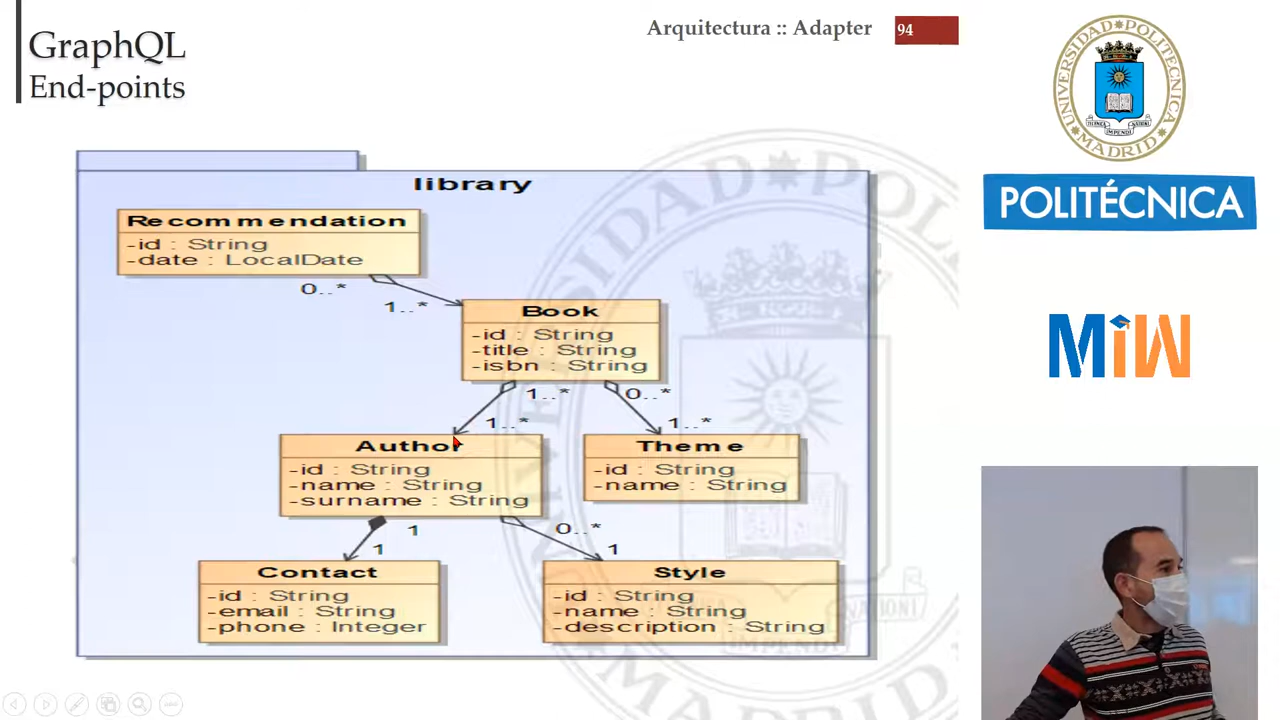 GraphQL
End-points
Arquitectura :: Adapter
94
library
Recommendation
-id : String
-date : LocalDate
0..*
1..*
Book
-id : String
-title : String
-isbn : String
1..*
0..*
1..*
1..*
Author
-id : String
-name : String
-surname : String
Theme
-id : String
-name : String
1
0..*
1
1
Contact
-id : String
-email : String
-phone : Integer
Style
-id : String
-name : String
-description : String
UNIVERSIDAD POLITECNICA
MADRID
POLITÉCNICA
MiW